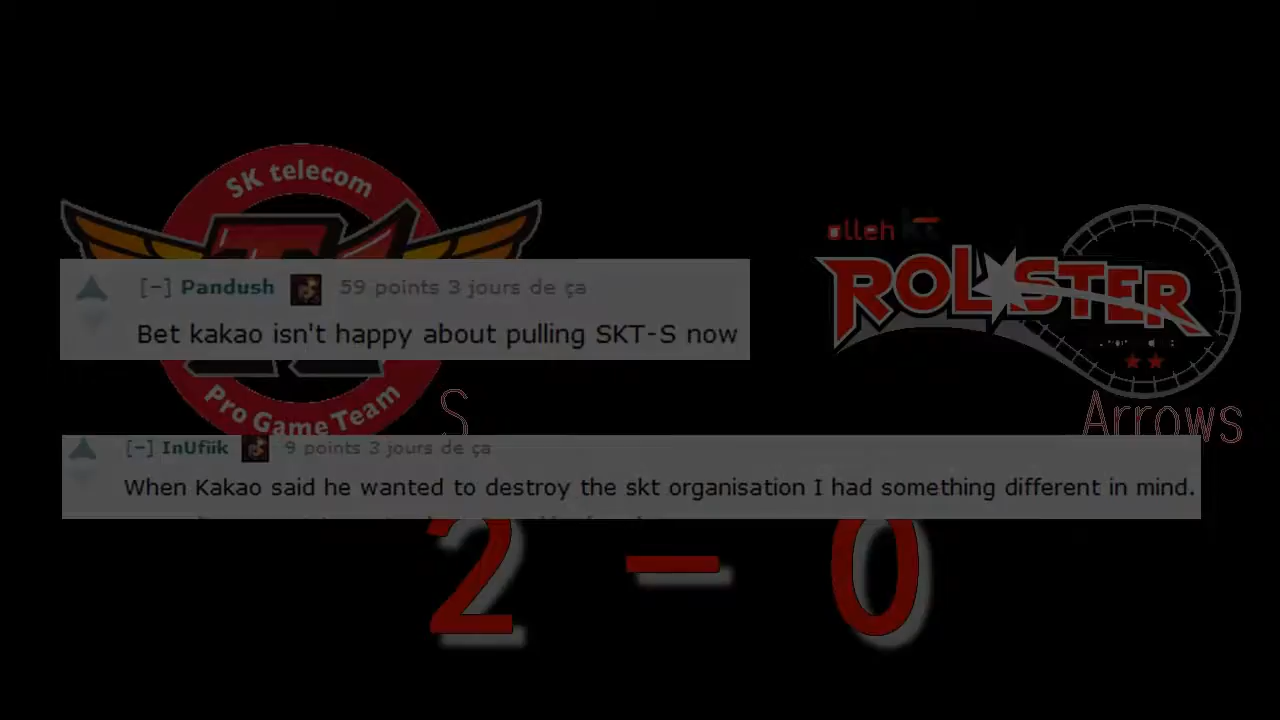 SK telecom
T1
Pro Game Team
S
olleh kt
ROLSTER
Arrows
[−] Pandush 59 points 3 jours de ça
Bet kakao isn't happy about pulling SKT-S now
[−] InUfiik 9 points 3 jours de ça
When Kakao said he wanted to destroy the skt organisation I had something different in mind.
2 – 0